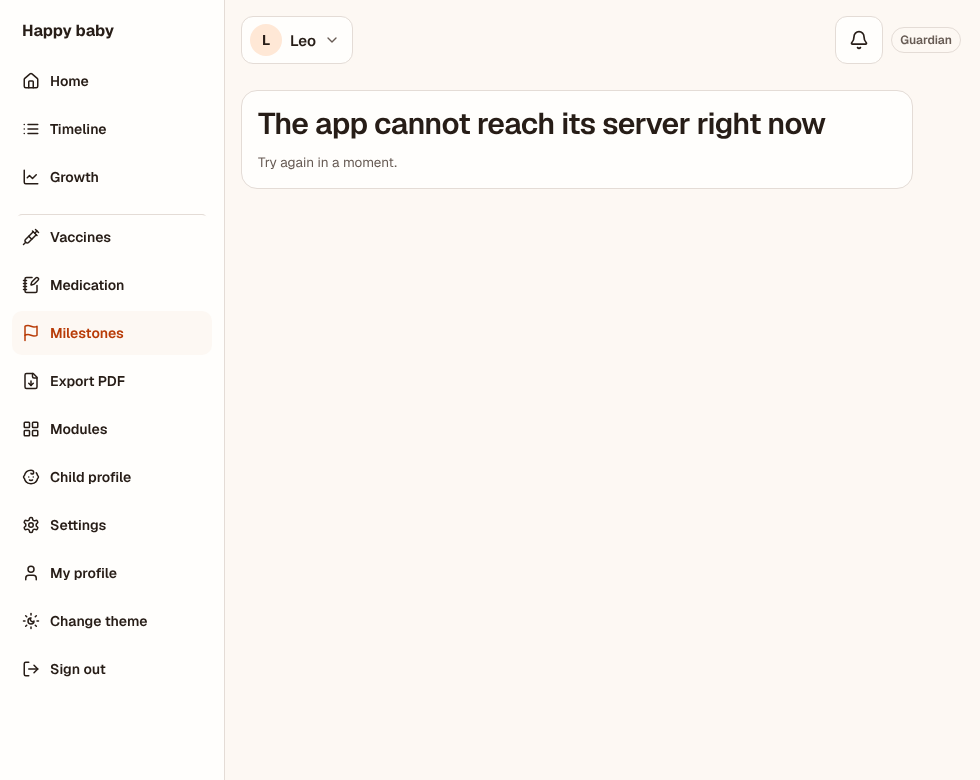 Happy baby
Home
Timeline
Growth
Vaccines
Medication
Milestones
Export PDF
Modules
Child profile
Settings
My profile
Change theme
Sign out
L Leo
Guardian
The app cannot reach its server right now
Try again in a moment.